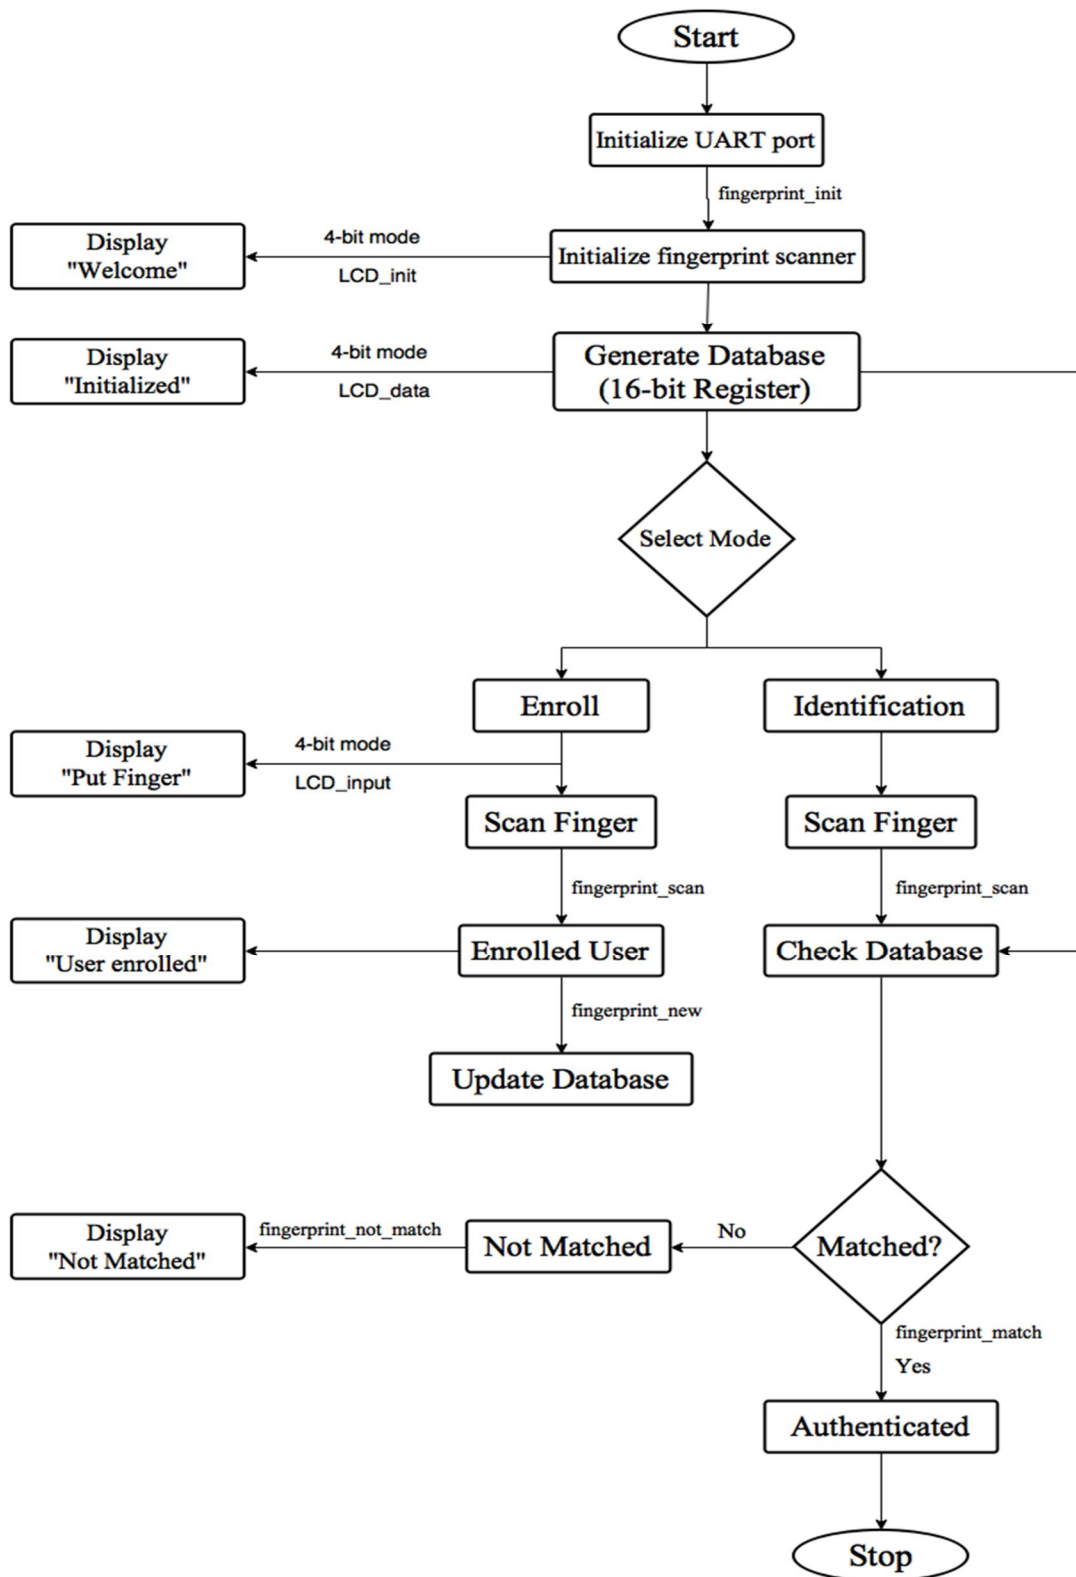 Start
Initialize UART port
fingerprint_init
Display
"Welcome"
4-bit mode
LCD_init
Initialize fingerprint scanner
Display
"Initialized"
4-bit mode
LCD_data
Generate Database
(16-bit Register)
Select Mode
Enroll
Identification
Display
"Put Finger"
4-bit mode
LCD_input
Scan Finger
Scan Finger
fingerprint_scan
fingerprint_scan
Display
"User enrolled"
Enrolled User
Check Database
fingerprint_new
Update Database
Display
"Not Matched"
fingerprint_not_match
Not Matched
No
Matched?
fingerprint_match
Yes
Authenticated
Stop